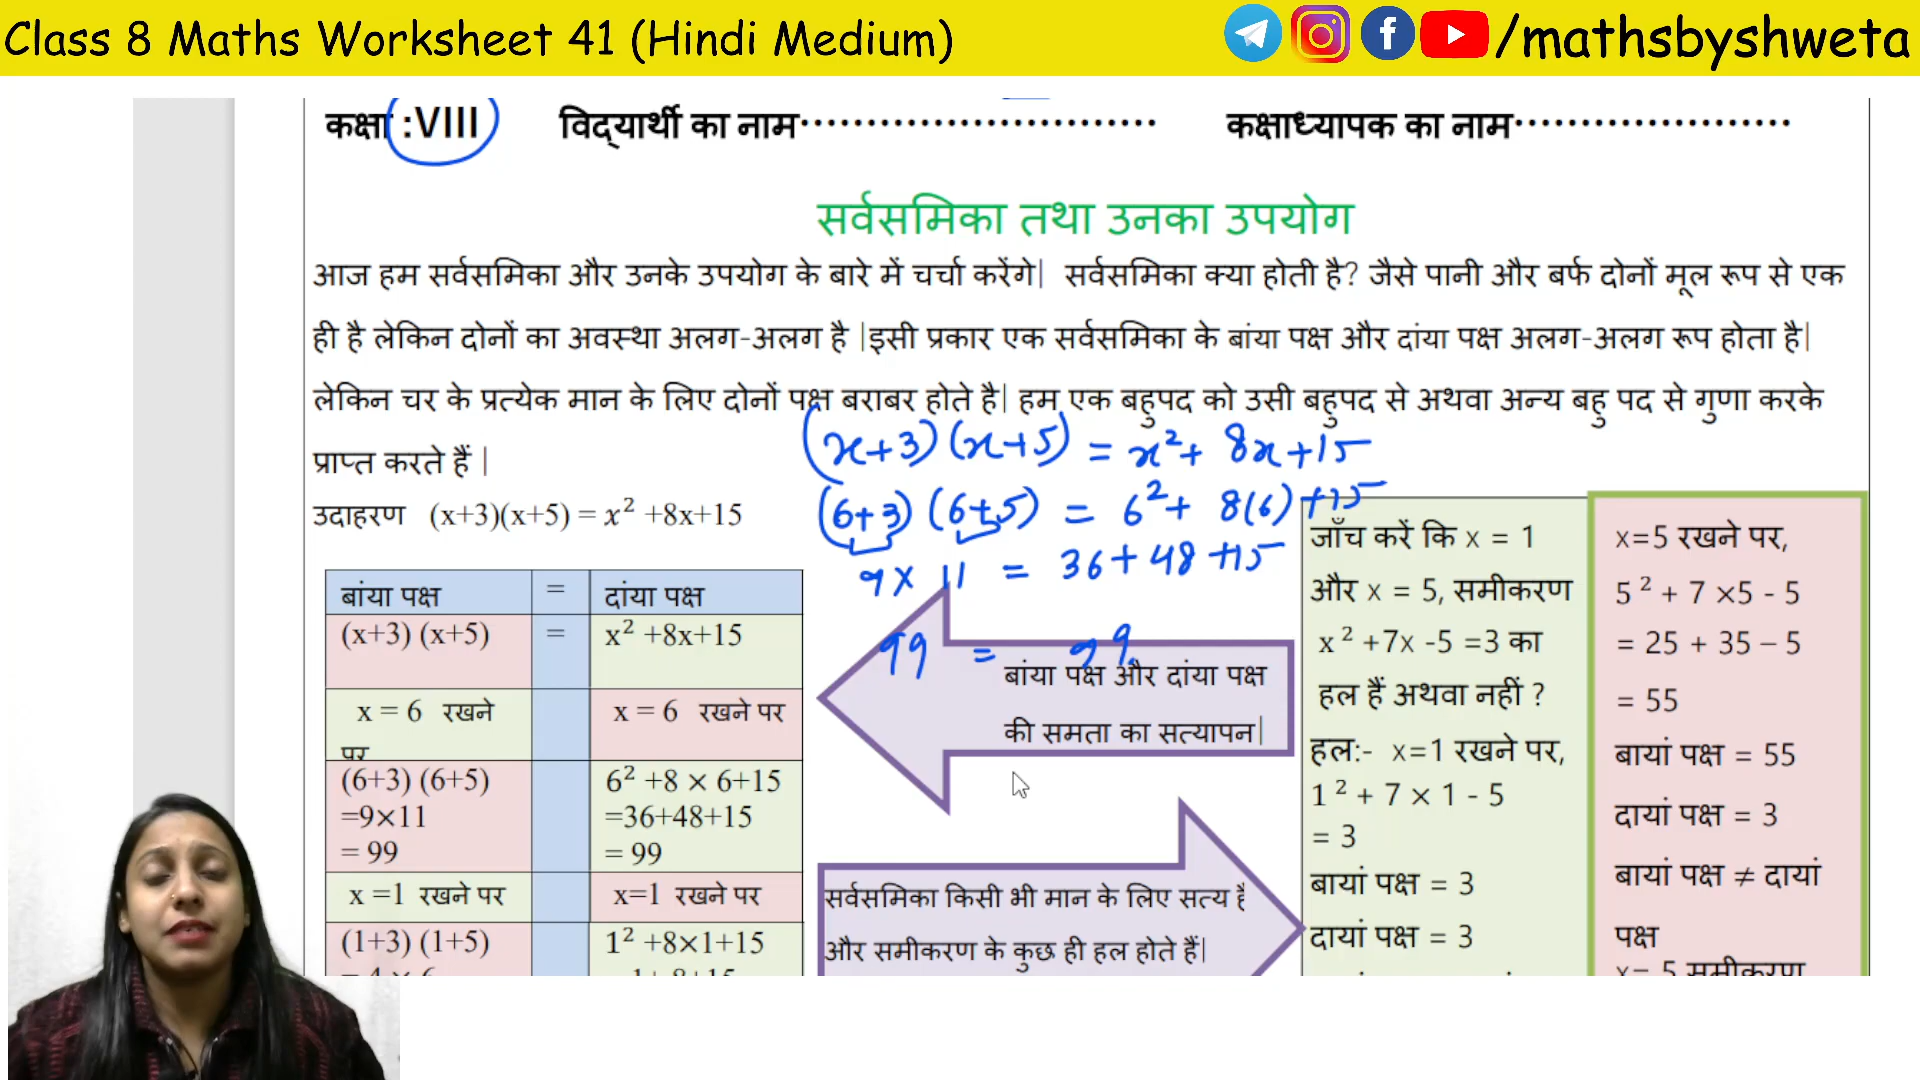 Class 8 Maths Worksheet 41 (Hindi Medium)
/mathsbyshweta
कक्षा :VIII विद्यार्थी का नाम............................ कक्षाध्यापक का नाम.....................
सर्वसमिका तथा उनका उपयोग
आज हम सर्वसमिका और उनके उपयोग के बारे में चर्चा करेंगे| सर्वसमिका क्या होती है? जैसे पानी और बर्फ दोनों मूल रूप से एक
ही है लेकिन दोनों का अवस्था अलग-अलग है |इसी प्रकार एक सर्वसमिका के बांया पक्ष और दांया पक्ष अलग-अलग रूप होता है|
लेकिन चर के प्रत्येक मान के लिए दोनों पक्ष बराबर होते है| हम एक बहुपद को उसी बहुपद से अथवा अन्य बहु पद से गुणा करके
प्राप्त करते हैं |
उदाहरण (x+3)(x+5) = x² +8x+15
(x+3)(x+5) = x²+ 8x+15
(6+3)(6+5) = 6²+ 8(6)+15
9x 11 = 36+48+15
99 = 99
बांया पक्ष = दांया पक्ष
(x+3) (x+5) = x² +8x+15
x = 6 रखने x = 6 रखने पर
पर
(6+3) (6+5) 6² +8 × 6+15
=9×11 =36+48+15
= 99 = 99
x =1 रखने पर x=1 रखने पर
(1+3) (1+5) 1² +8×1+15
बांया पक्ष और दांया पक्ष
की समता का सत्यापन|
सर्वसमिका किसी भी मान के लिए सत्य है
और समीकरण के कुछ ही हल होते हैं|
जाँच करें कि x = 1
और x = 5, समीकरण
x² +7x -5 =3 का
हल हैं अथवा नहीं ?
हल:- x=1 रखने पर,
1² + 7 × 1 - 5
= 3
बायां पक्ष = 3
दायां पक्ष = 3
x=5 रखने पर,
5² + 7 ×5 - 5
= 25 + 35 – 5
= 55
बायां पक्ष = 55
दायां पक्ष = 3
बायां पक्ष ≠ दायां
पक्ष
x= 5 समीकरण